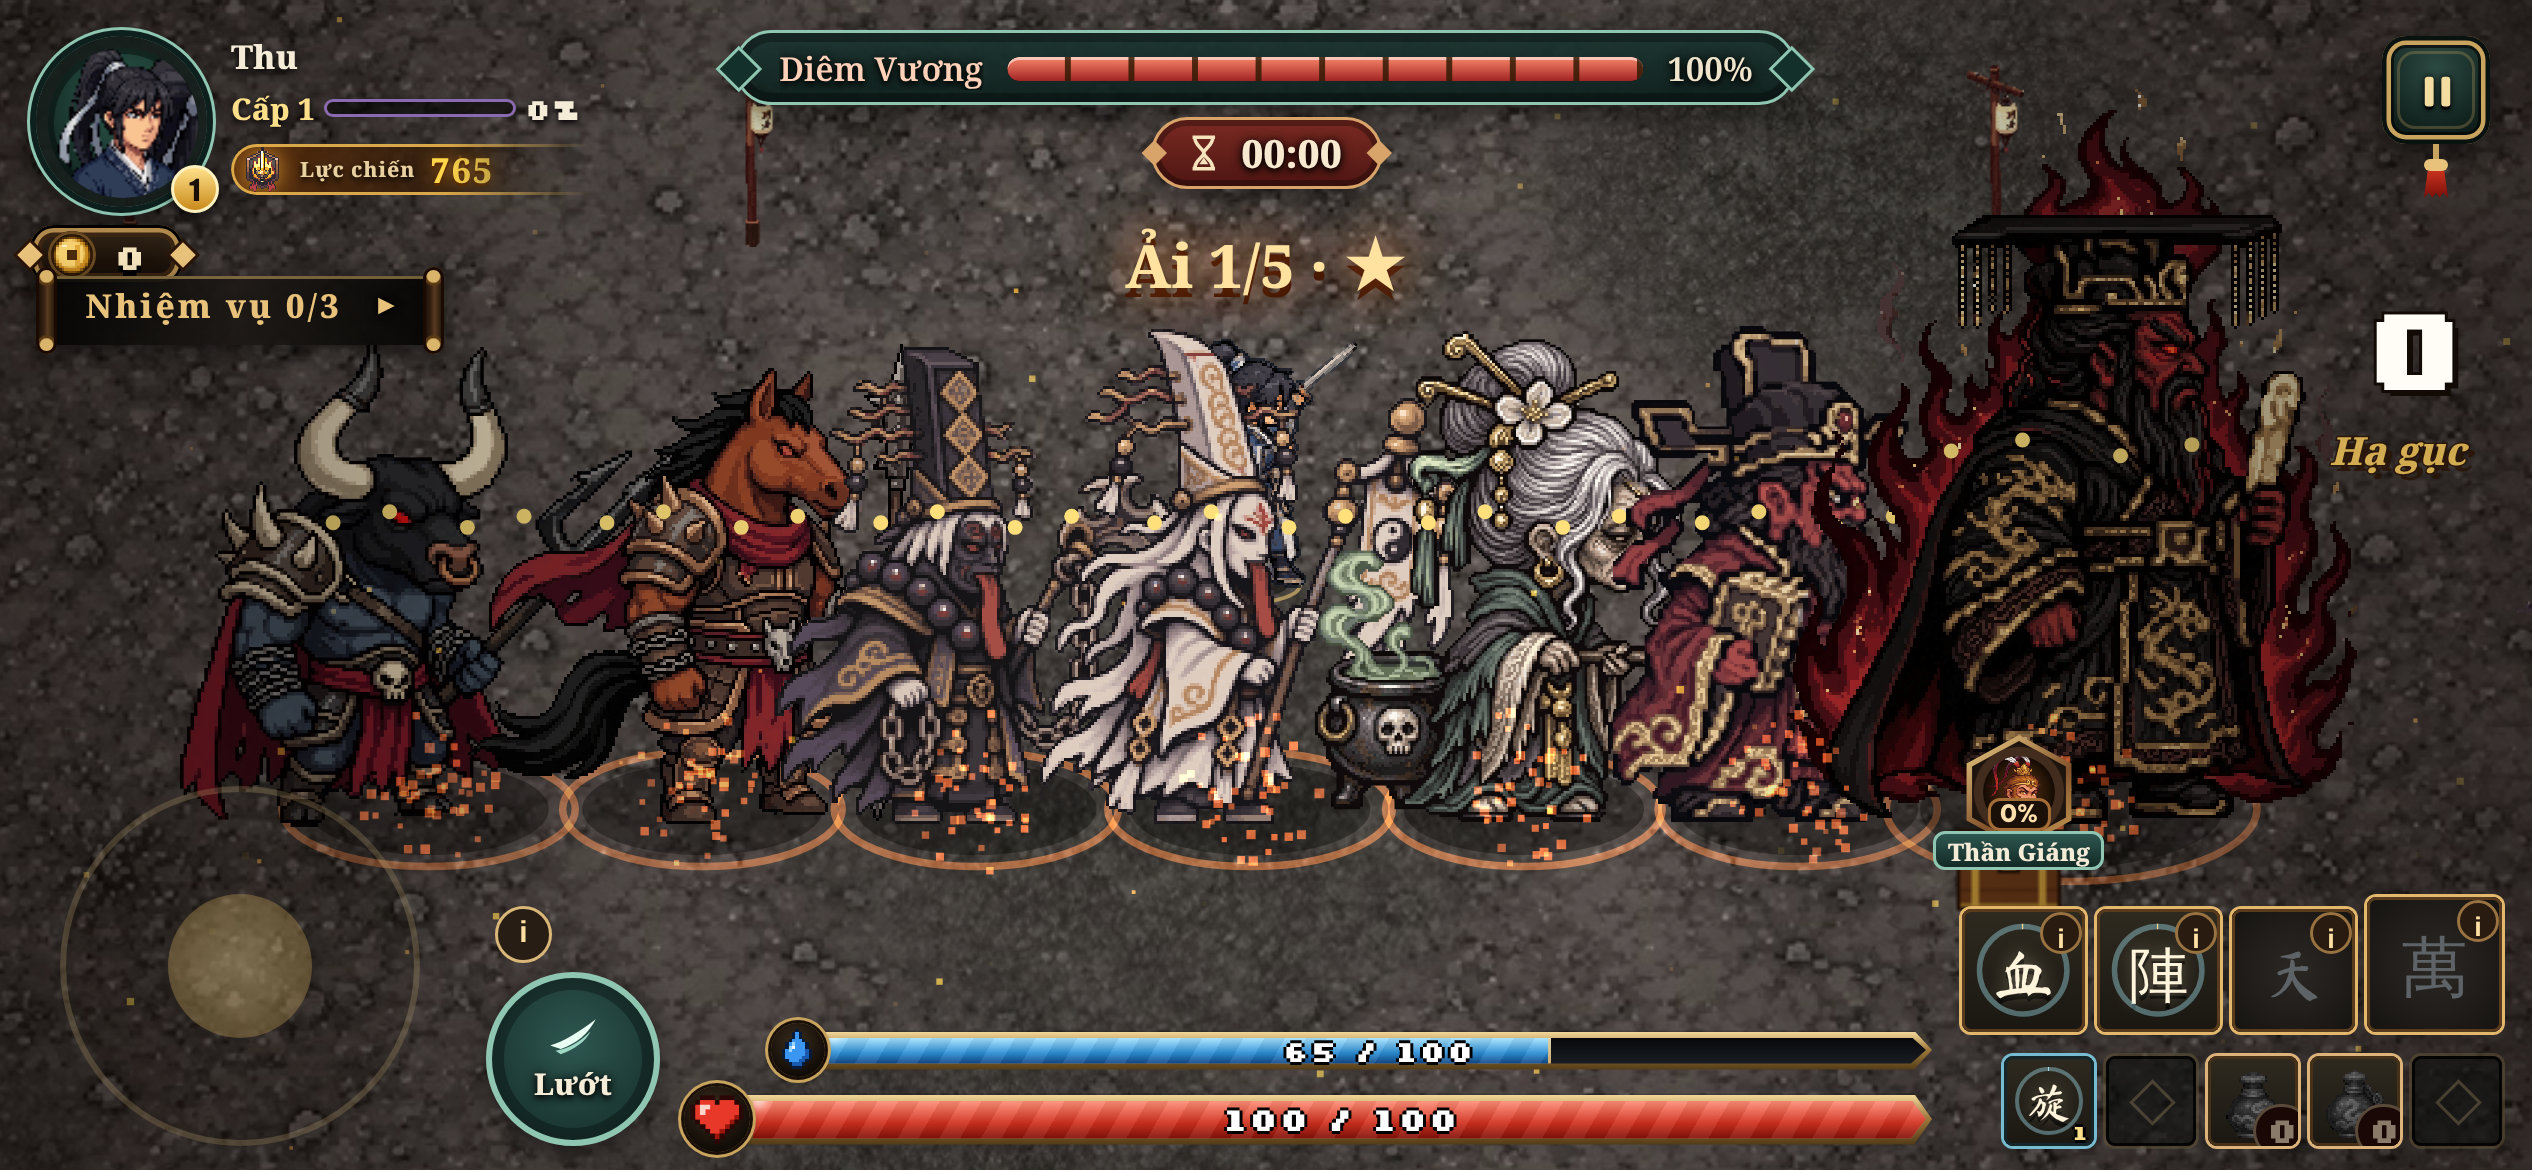 Thu
Cấp 1
0
Lực chiến 765
1
0
Nhiệm vụ 0/3
Diêm Vương 100%
00:00
Ải 1/5 · ★
0
Hạ gục
0%
Thần Giáng
i
Lướt
65 / 100
100 / 100
血 i
陣 i
天 i
萬 i
旋 1
0
0